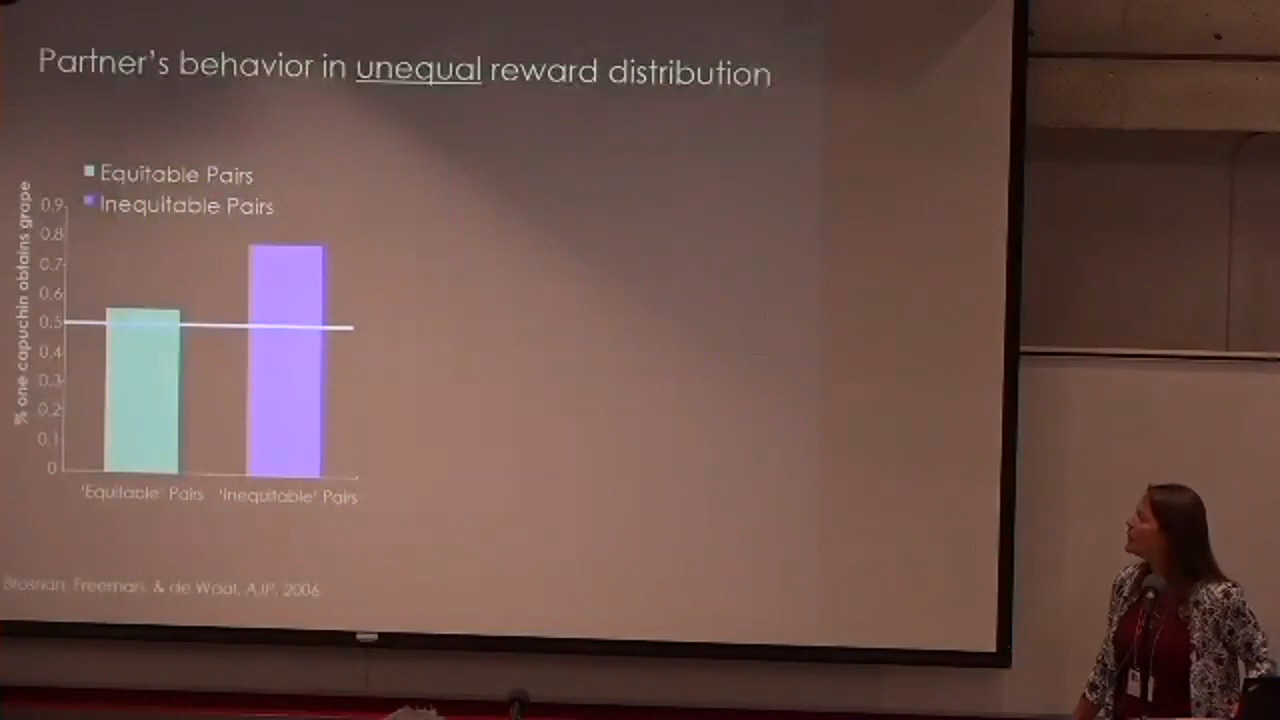 Partner's behavior in unequal reward distribution
Equitable Pairs
Inequitable Pairs
% one capuchin obtains grape
0.9
0.8
0.7
0.6
0.5
0.4
0.3
0.2
0.1
0
'Equitable' Pairs
'Inequitable' Pairs
Brosnan, Freeman, & de Waal, AJP, 2006